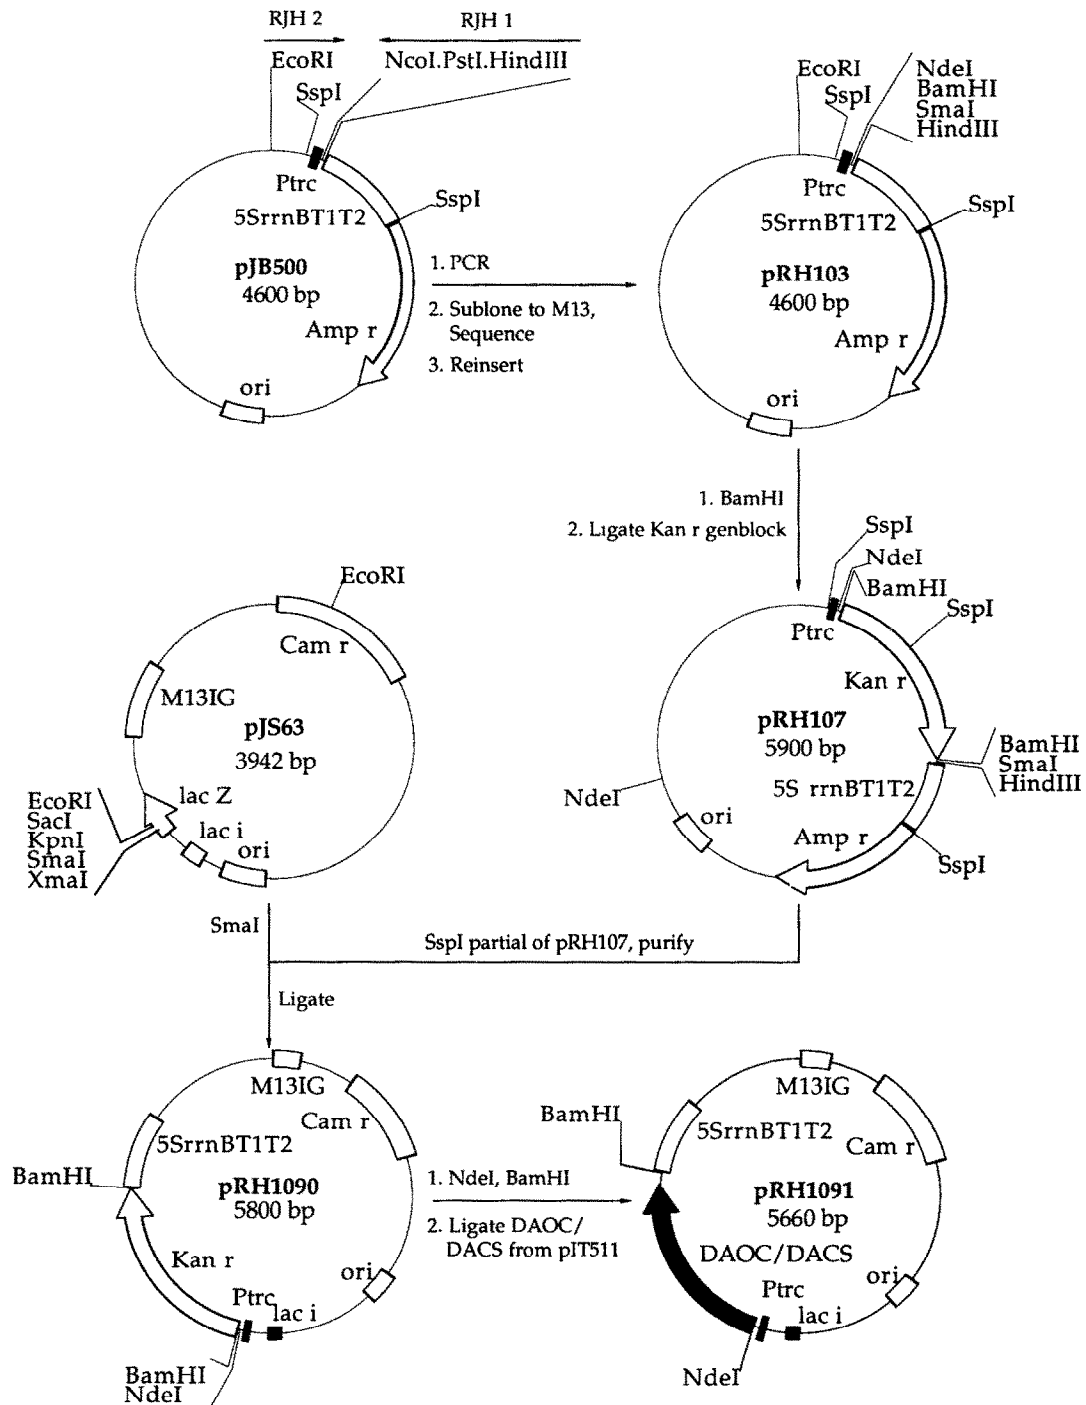 RJH 2
RJH 1
EcoRI
NcoI.PstI.HindIII
SspI
Ptrc
5SrrnBT1T2
SspI
pJB500
4600 bp
Amp r
ori
1. PCR
2. Sublone to M13,
Sequence
3. Reinsert
EcoRI
SspI
NdeI
BamHI
SmaI
HindIII
Ptrc
5SrrnBT1T2
SspI
pRH103
4600 bp
Amp r
ori
1. BamHI
2. Ligate Kan r genblock
EcoRI
Cam r
M13IG
pJS63
3942 bp
lac Z
EcoRI
SacI
KpnI
SmaI
XmaI
lac i
ori
SspI
NdeI
BamHI
SspI
Ptrc
Kan r
pRH107
5900 bp
BamHI
SmaI
HindIII
5S rrnBT1T2
NdeI
ori
Amp r
SspI
SmaI
SspI partial of pRH107, purify
Ligate
M13IG
Cam r
5SrrnBT1T2
BamHI
pRH1090
5800 bp
Kan r
ori
Ptrc
lac i
BamHI
NdeI
1. NdeI, BamHI
2. Ligate DAOC/
DACS from pIT511
M13IG
BamHI
5SrrnBT1T2
Cam r
pRH1091
5660 bp
DAOC/DACS
ori
Ptrc
lac i
NdeI